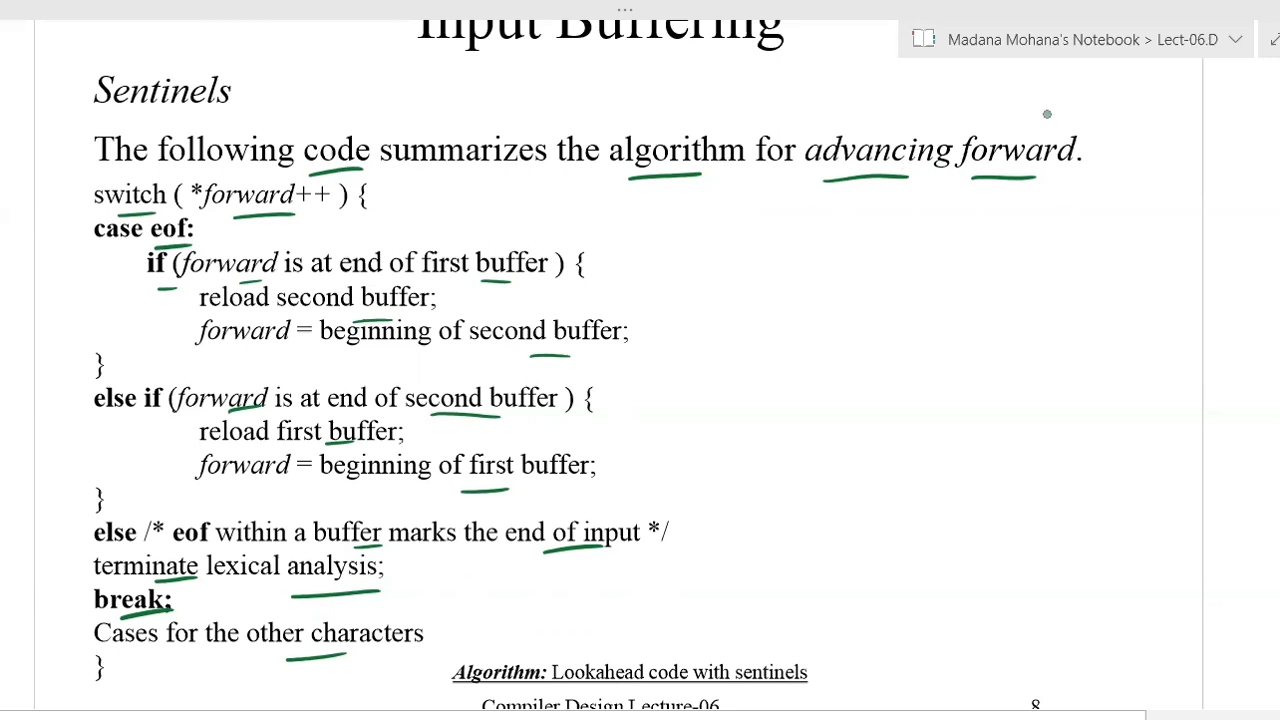 Input Buffering
Madana Mohana's Notebook > Lect-06.D
Sentinels
The following code summarizes the algorithm for advancing forward.
switch ( *forward++ ) {
case eof:
if (forward is at end of first buffer ) {
reload second buffer;
forward = beginning of second buffer;
}
else if (forward is at end of second buffer ) {
reload first buffer;
forward = beginning of first buffer;
}
else /* eof within a buffer marks the end of input */
terminate lexical analysis;
break;
Cases for the other characters
}
Algorithm: Lookahead code with sentinels
Compiler Design Lecture-06
8